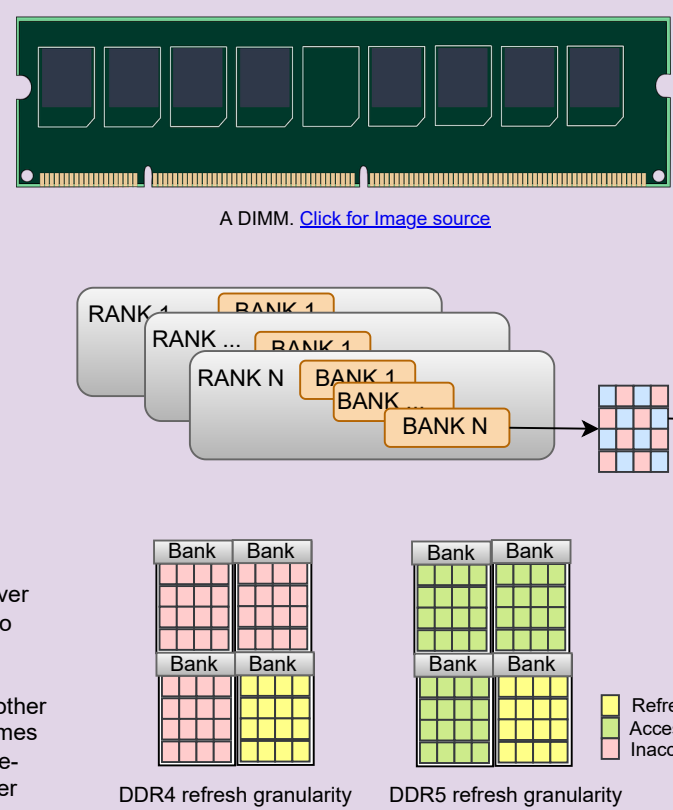 A DIMM. Click for Image source
RANK 1
BANK 1
RANK ...
BANK 1
RANK N
BANK 1
BANK ...
BANK N
Bank
Bank
Bank
Bank
DDR4 refresh granularity
Bank
Bank
Bank
Bank
DDR5 refresh granularity
other